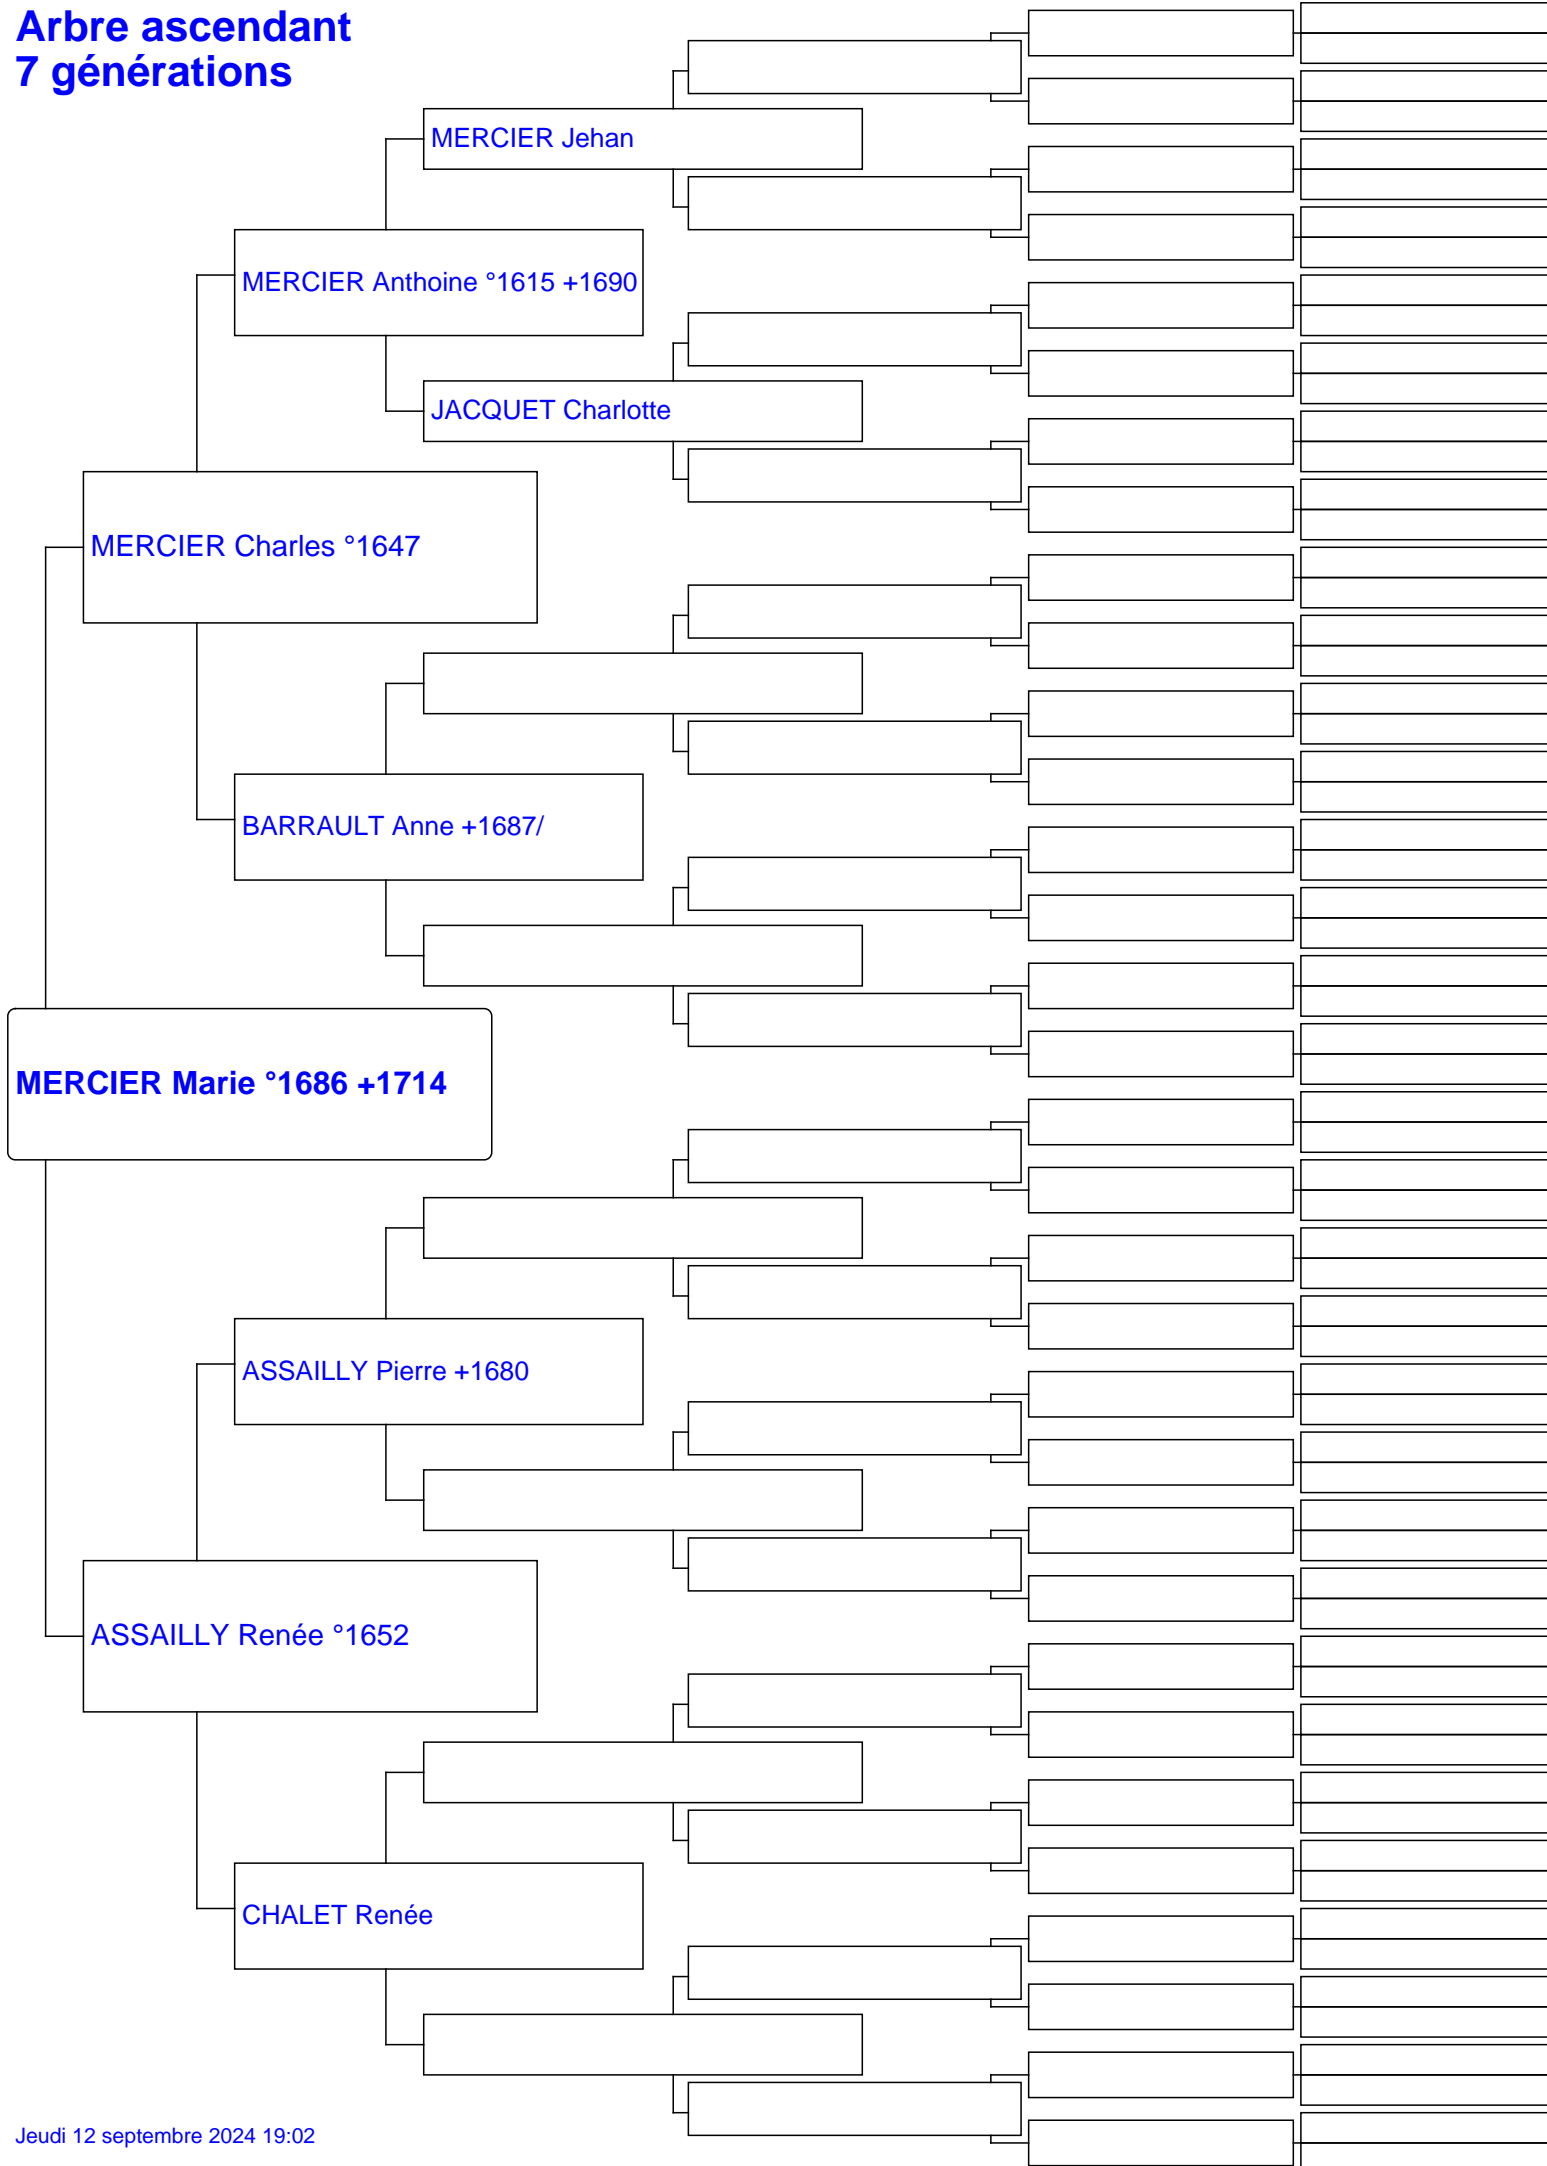 Arbre ascendant
7 générations
MERCIER Jehan
MERCIER Anthoine °1615 +1690
JACQUET Charlotte
MERCIER Charles °1647
BARRAULT Anne +1687/
MERCIER Marie °1686 +1714
ASSAILLY Pierre +1680
ASSAILLY Renée °1652
CHALET Renée
Jeudi 12 septembre 2024 19:02